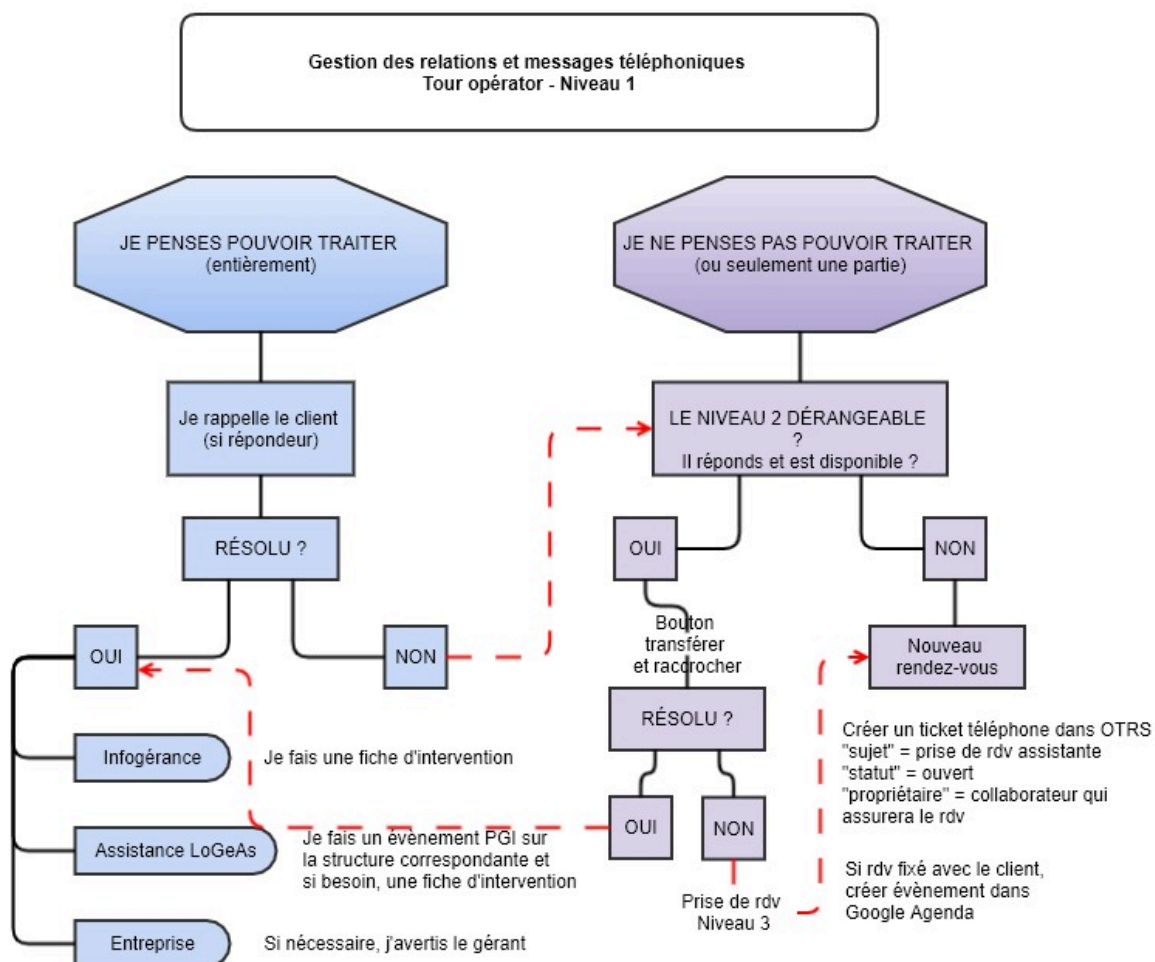 Gestion des relations et messages téléphoniques
Tour opérator - Niveau 1
JE PENSES POUVOIR TRAITER
(entièrement)
JE NE PENSES PAS POUVOIR TRAITER
(ou seulement une partie)
Je rappelle le client
(si répondeur)
LE NIVEAU 2 DÉRANGEABLE
?
Il réponds et est disponible ?
RÉSOLU ?
OUI
NON
OUI
NON
Bouton
transférer
et raccrocher
Nouveau
rendez-vous
RÉSOLU ?
Infogérance
Je fais une fiche d'intervention
Créer un ticket téléphone dans OTRS
"sujet" = prise de rdv assistante
"statut" = ouvert
"propriétaire" = collaborateur qui
assurera le rdv
OUI
NON
Assistance LoGeAs
Je fais un évènement PGI sur
la structure correspondante et
si besoin, une fiche d'intervention
Prise de rdv
Niveau 3
Si rdv fixé avec le client,
créer évènement dans
Google Agenda
Entreprise
Si nécessaire, j'avertis le gérant